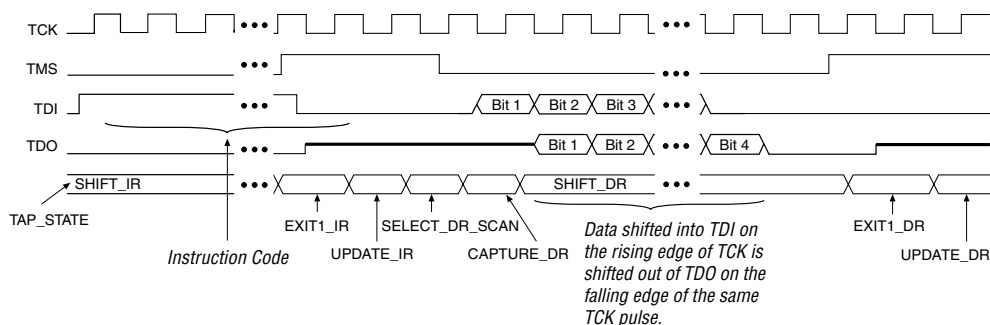 TCK
TMS
TDI Bit 1 Bit 2 Bit 3
TDO Bit 1 Bit 2 Bit 4
SHIFT_IR SHIFT_DR
TAP_STATE
EXIT1_IR SELECT_DR_SCAN EXIT1_DR
Instruction Code UPDATE_IR CAPTURE_DR UPDATE_DR
Data shifted into TDI on
the rising edge of TCK is
shifted out of TDO on the
falling edge of the same
TCK pulse.